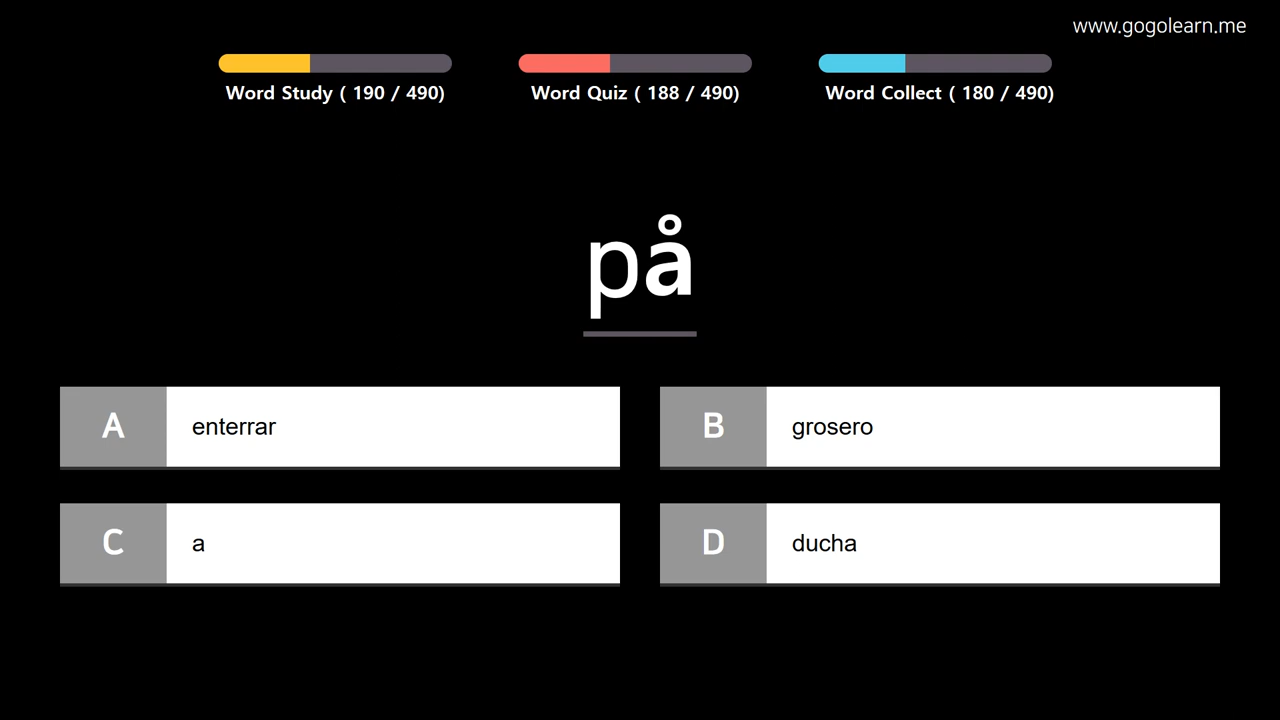 www.gogolearn.me
Word Study ( 190 / 490)
Word Quiz ( 188 / 490)
Word Collect ( 180 / 490)
på
A
enterrar
B
grosero
C
a
D
ducha